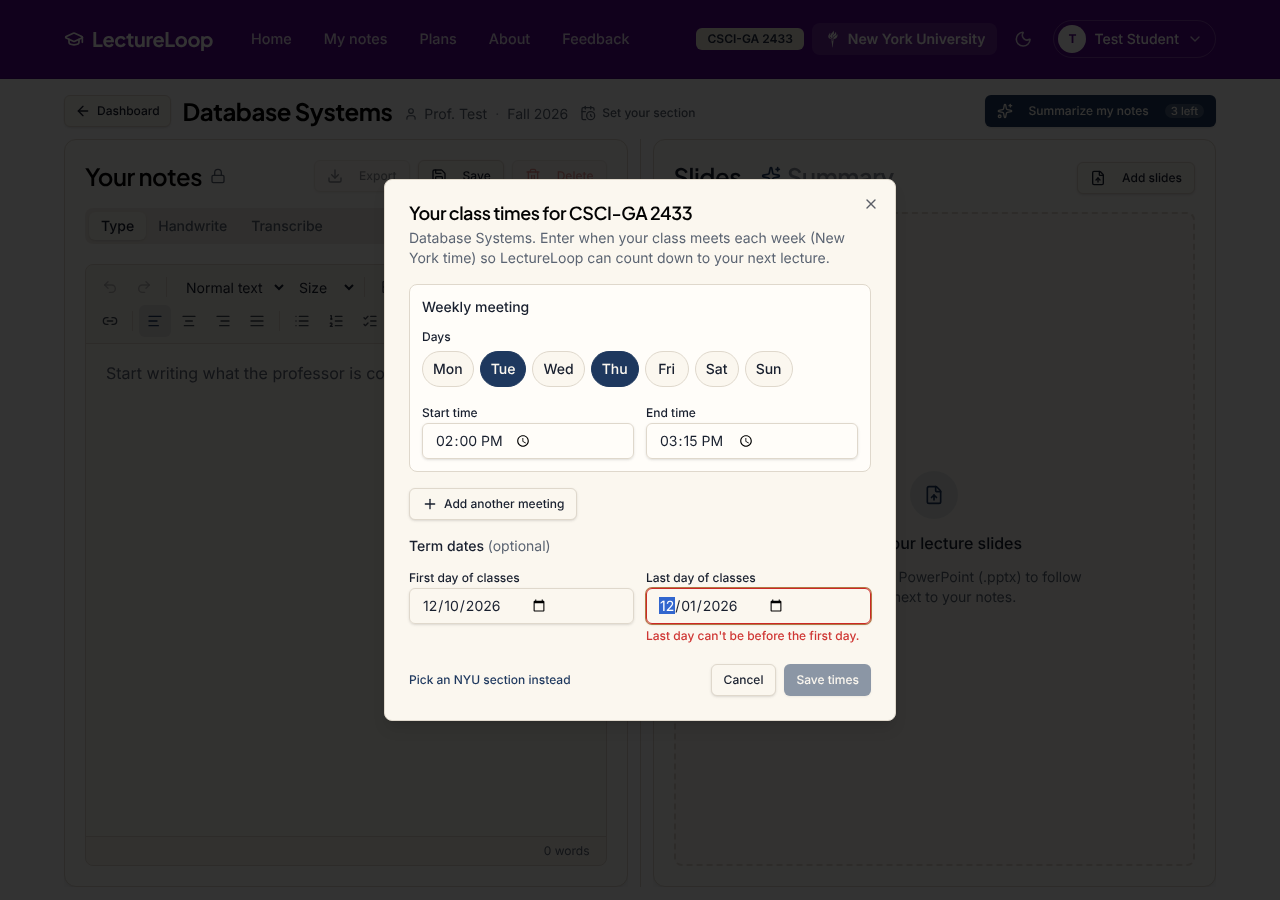 LectureLoop
Home
My notes
Plans
About
Feedback
CSCI-GA 2433
New York University
T
Test Student
Dashboard
Database Systems
Prof. Test · Fall 2026
Set your section
Summarize my notes
3 left
Your notes
Export
Save
Delete
Slides
Summary
Add slides
Type
Handwrite
Transcribe
Normal text
Size
Start writing what the professor is co
0 words
our lecture slides
PowerPoint (.pptx) to follow
next to your notes.
Your class times for CSCI-GA 2433
Database Systems. Enter when your class meets each week (New
York time) so LectureLoop can count down to your next lecture.
Weekly meeting
Days
Mon
Tue
Wed
Thu
Fri
Sat
Sun
Start time
End time
02:00 PM
03:15 PM
Add another meeting
Term dates (optional)
First day of classes
Last day of classes
12/10/2026
12/01/2026
Last day can't be before the first day.
Pick an NYU section instead
Cancel
Save times